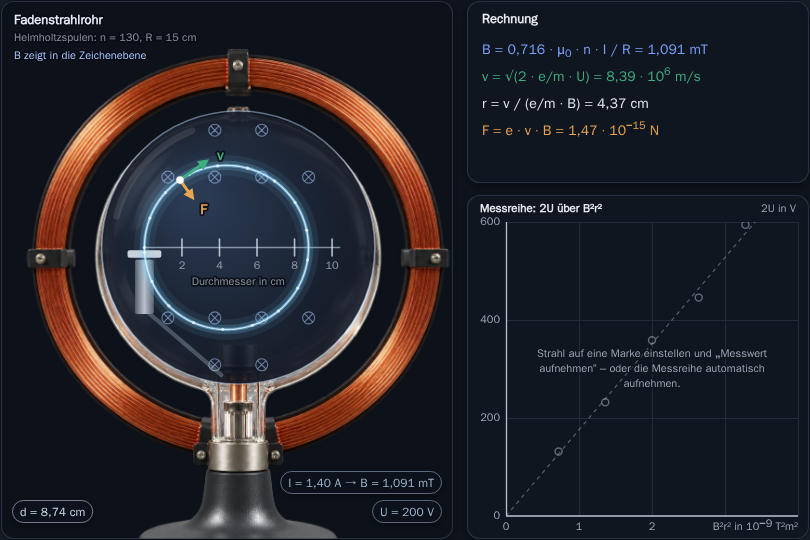 Fadenstrahlrohr
Helmholtzspulen: n = 130, R = 15 cm
B zeigt in die Zeichenebene
v
F
2 4 6 8 10
Durchmesser in cm
I = 1,40 A → B = 1,091 mT
d = 8,74 cm
U = 200 V
Rechnung
B = 0,716 · μ₀ · n · I / R = 1,091 mT
v = √(2 · e/m · U) = 8,39 · 10⁶ m/s
r = v / (e/m · B) = 4,37 cm
F = e · v · B = 1,47 · 10⁻¹⁵ N
Messreihe: 2U über B²r²
2U in V
600
400
Strahl auf eine Marke einstellen und „Messwert
aufnehmen“ – oder die Messreihe automatisch
aufnehmen.
200
0
0 1 2 B²r² in 10⁻⁹ T²m²